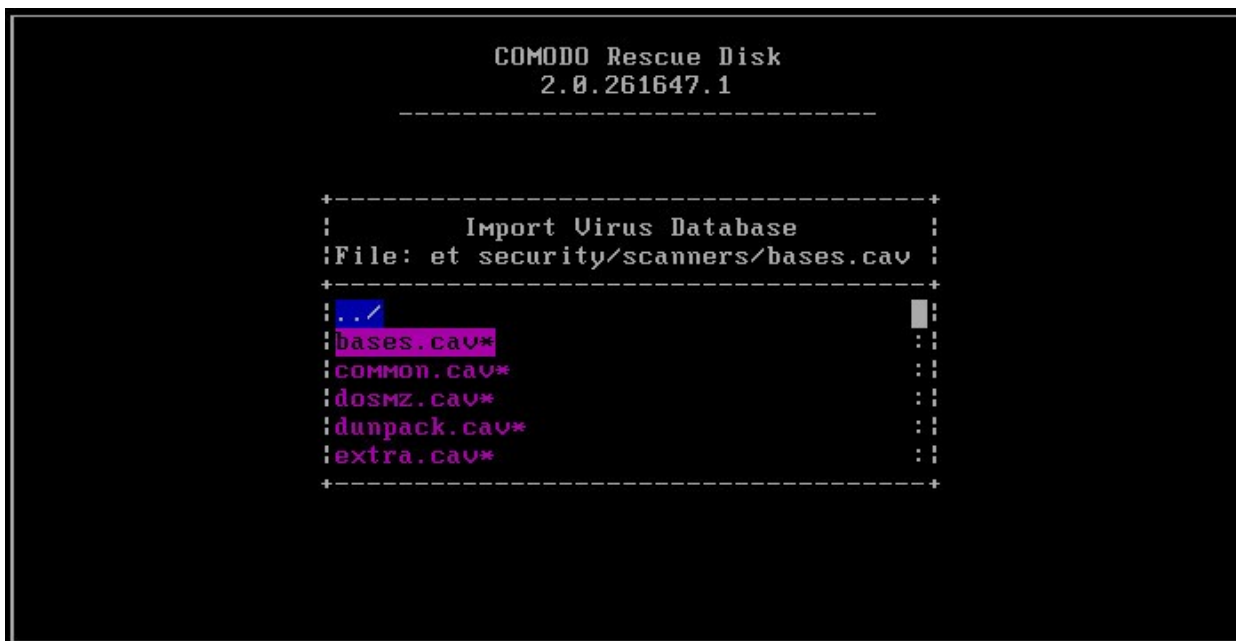 COMODO Rescue Disk
2.0.261647.1
Import Virus Database
File: et security/scanners/bases.cav
../
bases.cav*
common.cav*
dosmz.cav*
dunpack.cav*
extra.cav*